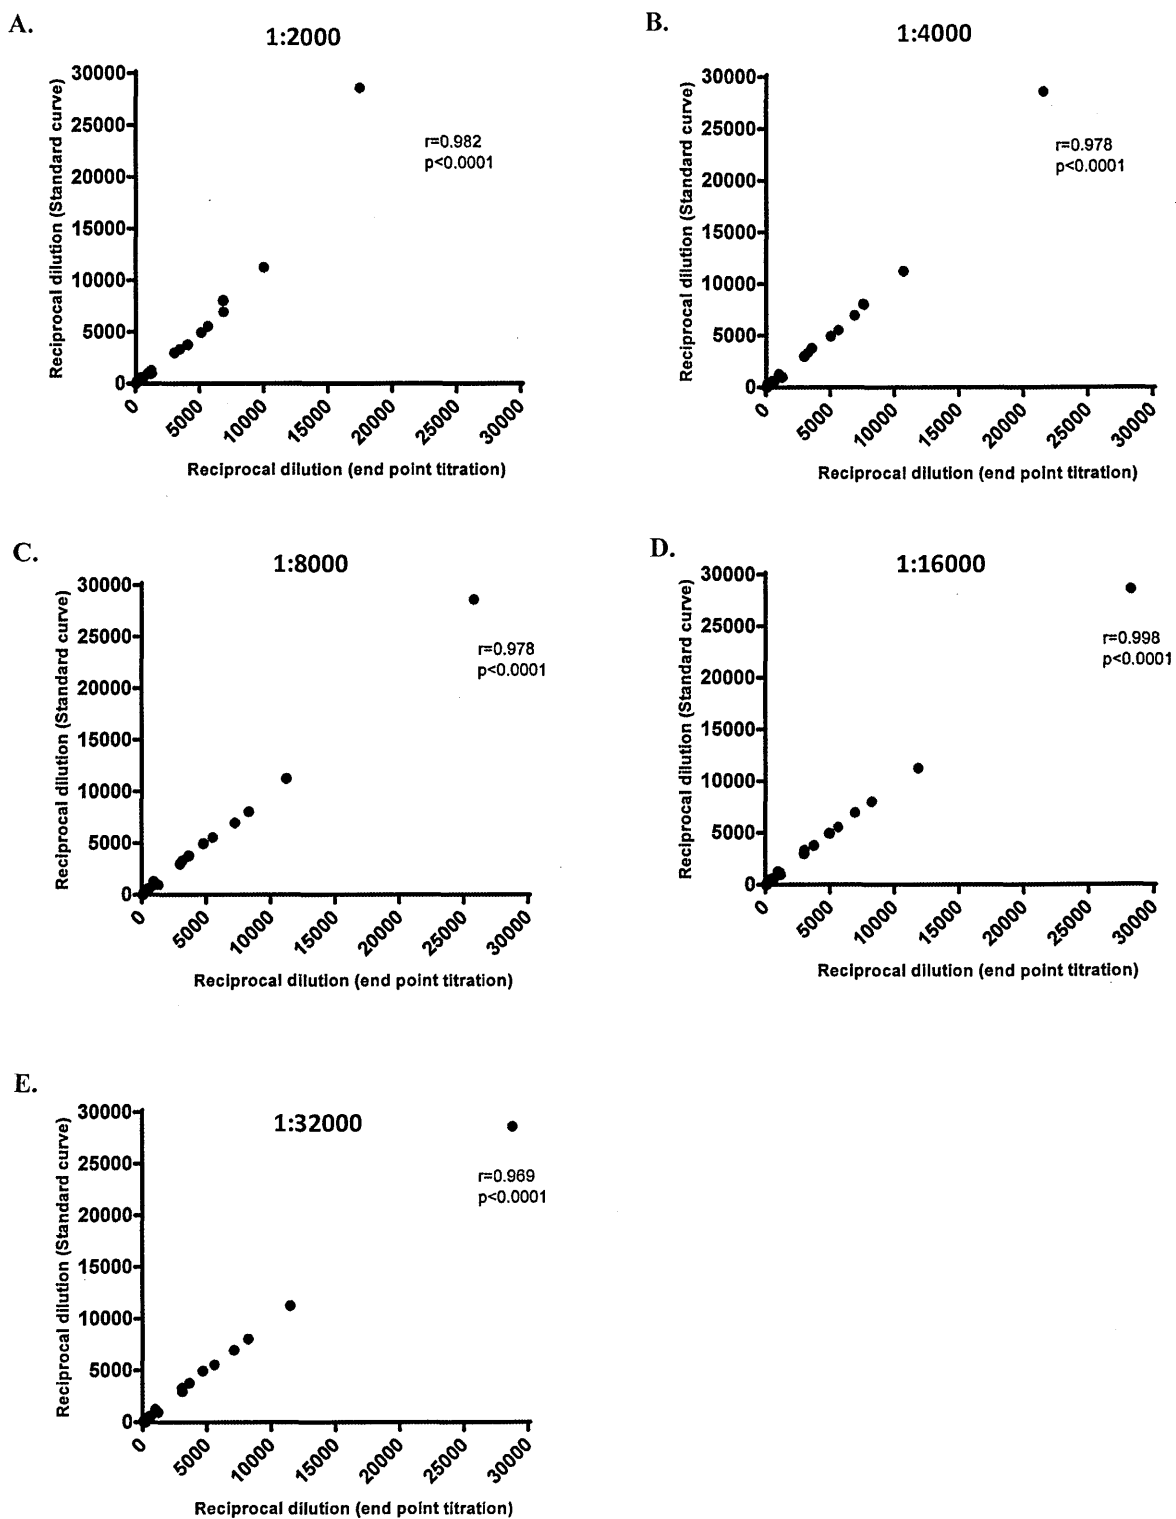 A.
1:2000
Reciprocal dilution (Standard curve)
30000
25000
20000
15000
10000
5000
0
r=0.982
p<0.0001
0 5000 10000 15000 20000 25000 30000
Reciprocal dilution (end point titration)
B.
1:4000
Reciprocal dilution (Standard curve)
30000
25000
20000
15000
10000
5000
0
r=0.978
p<0.0001
0 5000 10000 15000 20000 25000 30000
Reciprocal dilution (end point titration)
C.
1:8000
Reciprocal dilution (Standard curve)
30000
25000
20000
15000
10000
5000
0
r=0.978
p<0.0001
0 5000 10000 15000 20000 25000 30000
Reciprocal dilution (end point titration)
D.
1:16000
Reciprocal dilution (Standard curve)
30000
25000
20000
15000
10000
5000
0
r=0.998
p<0.0001
0 5000 10000 15000 20000 25000 30000
Reciprocal dilution (end point titration)
E.
1:32000
Reciprocal dilution (Standard curve)
30000
25000
20000
15000
10000
5000
0
r=0.969
p<0.0001
0 5000 10000 15000 20000 25000 30000
Reciprocal dilution (end point titration)